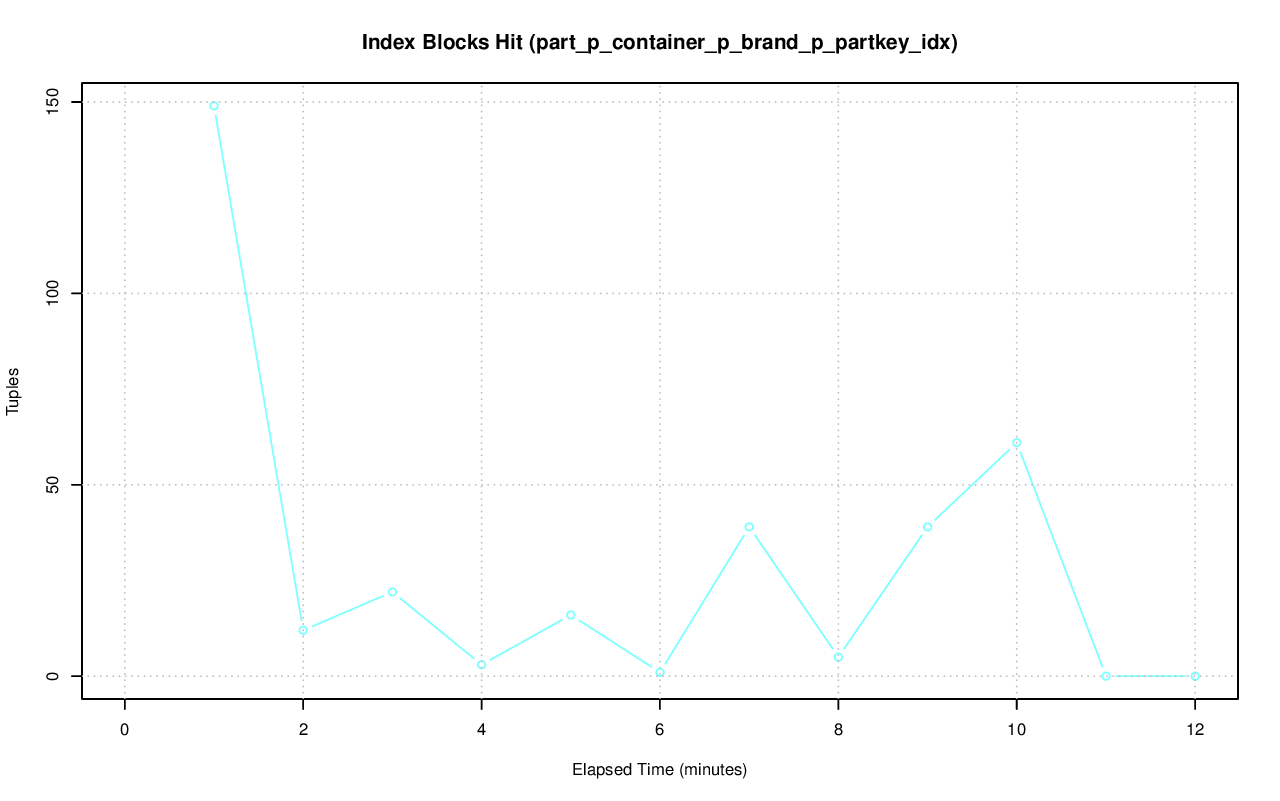 Index Blocks Hit (part_p_container_p_brand_p_partkey_idx)
150
100
50
0
Tuples
0 2 4 6 8 10 12
Elapsed Time (minutes)